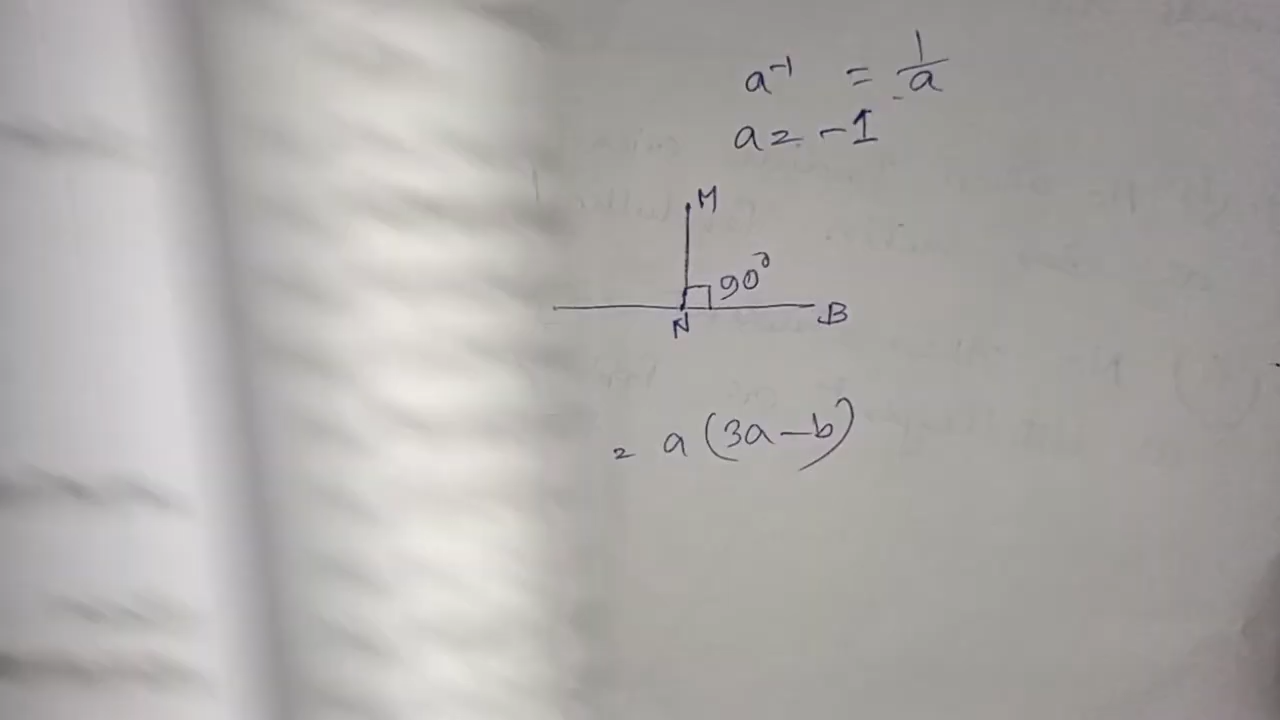 a⁻¹ = 1/a
a = -1
M
90°
N B
= a (3a-b)